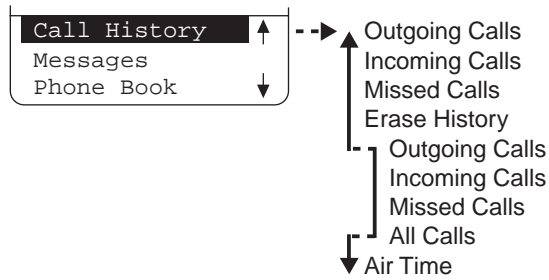 Call History
Messages
Phone Book
Outgoing Calls
Incoming Calls
Missed Calls
Erase History
Outgoing Calls
Incoming Calls
Missed Calls
All Calls
Air Time